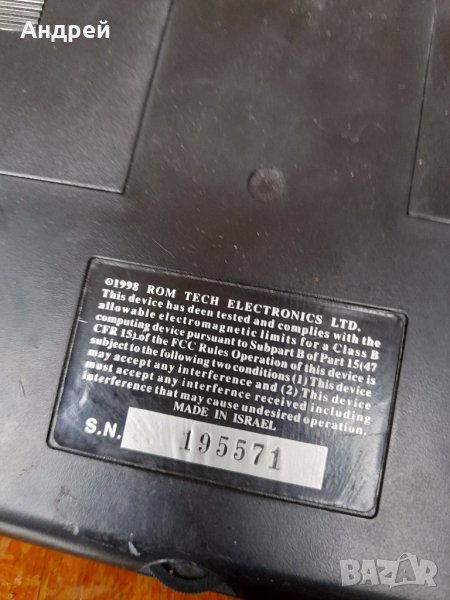 Андрей
©1998 ROM TECH ELECTRONICS LTD.
This device has deen tested and complies with the
allowable electromagnetic limits for a Class B
computing device pursuant to Subpart B of Part 15(47
CFR 15).of the FCC Rules Operation of this device is
subject to the following two conditions (1) This device
may accept any interference and (2) This device
must accept any interfernce received including
interference that may cause undesired operation.
MADE IN ISRAEL
S.N. 195571
BAZAR